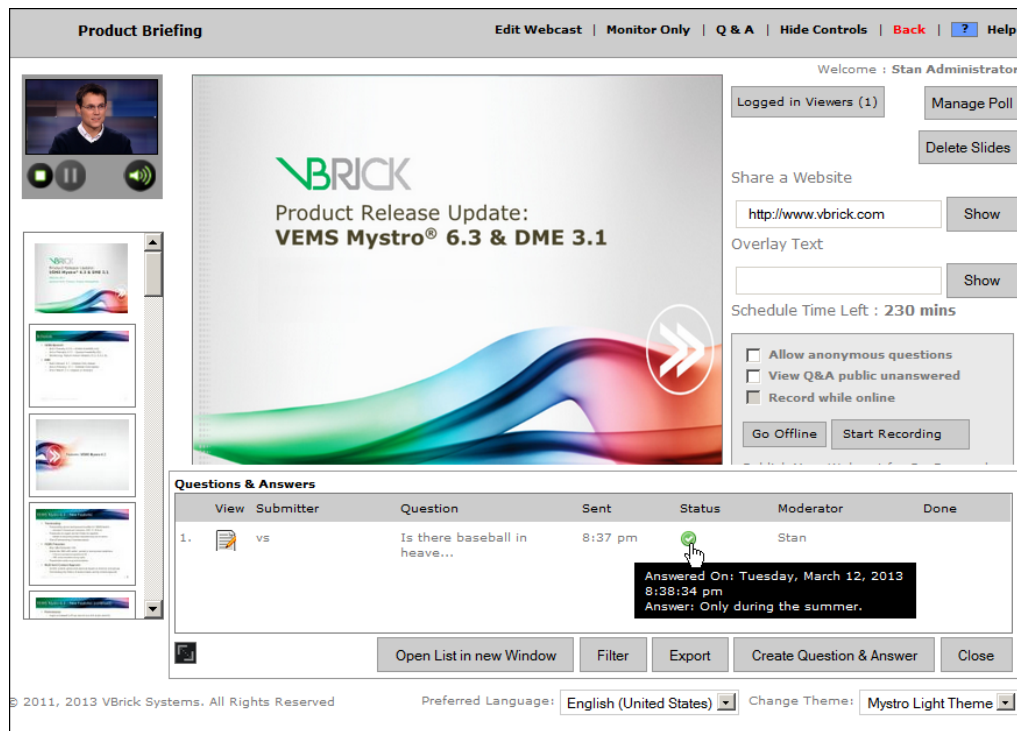 Product Briefing
Edit Webcast | Monitor Only | Q & A | Hide Controls | Back | ? Help
Welcome : Stan Administrator
Logged in Viewers (1)
Manage Poll
Delete Slides
Share a Website
http://www.vbrick.com
Show
Overlay Text
Show
Schedule Time Left : 230 mins
Allow anonymous questions
View Q&A public unanswered
Record while online
Go Offline
Start Recording
VBRICK
Product Release Update:
VEMS Mystro® 6.3 & DME 3.1
Questions & Answers
View Submitter Question Sent Status Moderator Done
1. vs Is there baseball in 8:37 pm Stan
heave...
Answered On: Tuesday, March 12, 2013
8:38:34 pm
Answer: Only during the summer.
Open List in new Window
Filter
Export
Create Question & Answer
Close
© 2011, 2013 VBrick Systems. All Rights Reserved
Preferred Language: English (United States)
Change Theme: Mystro Light Theme